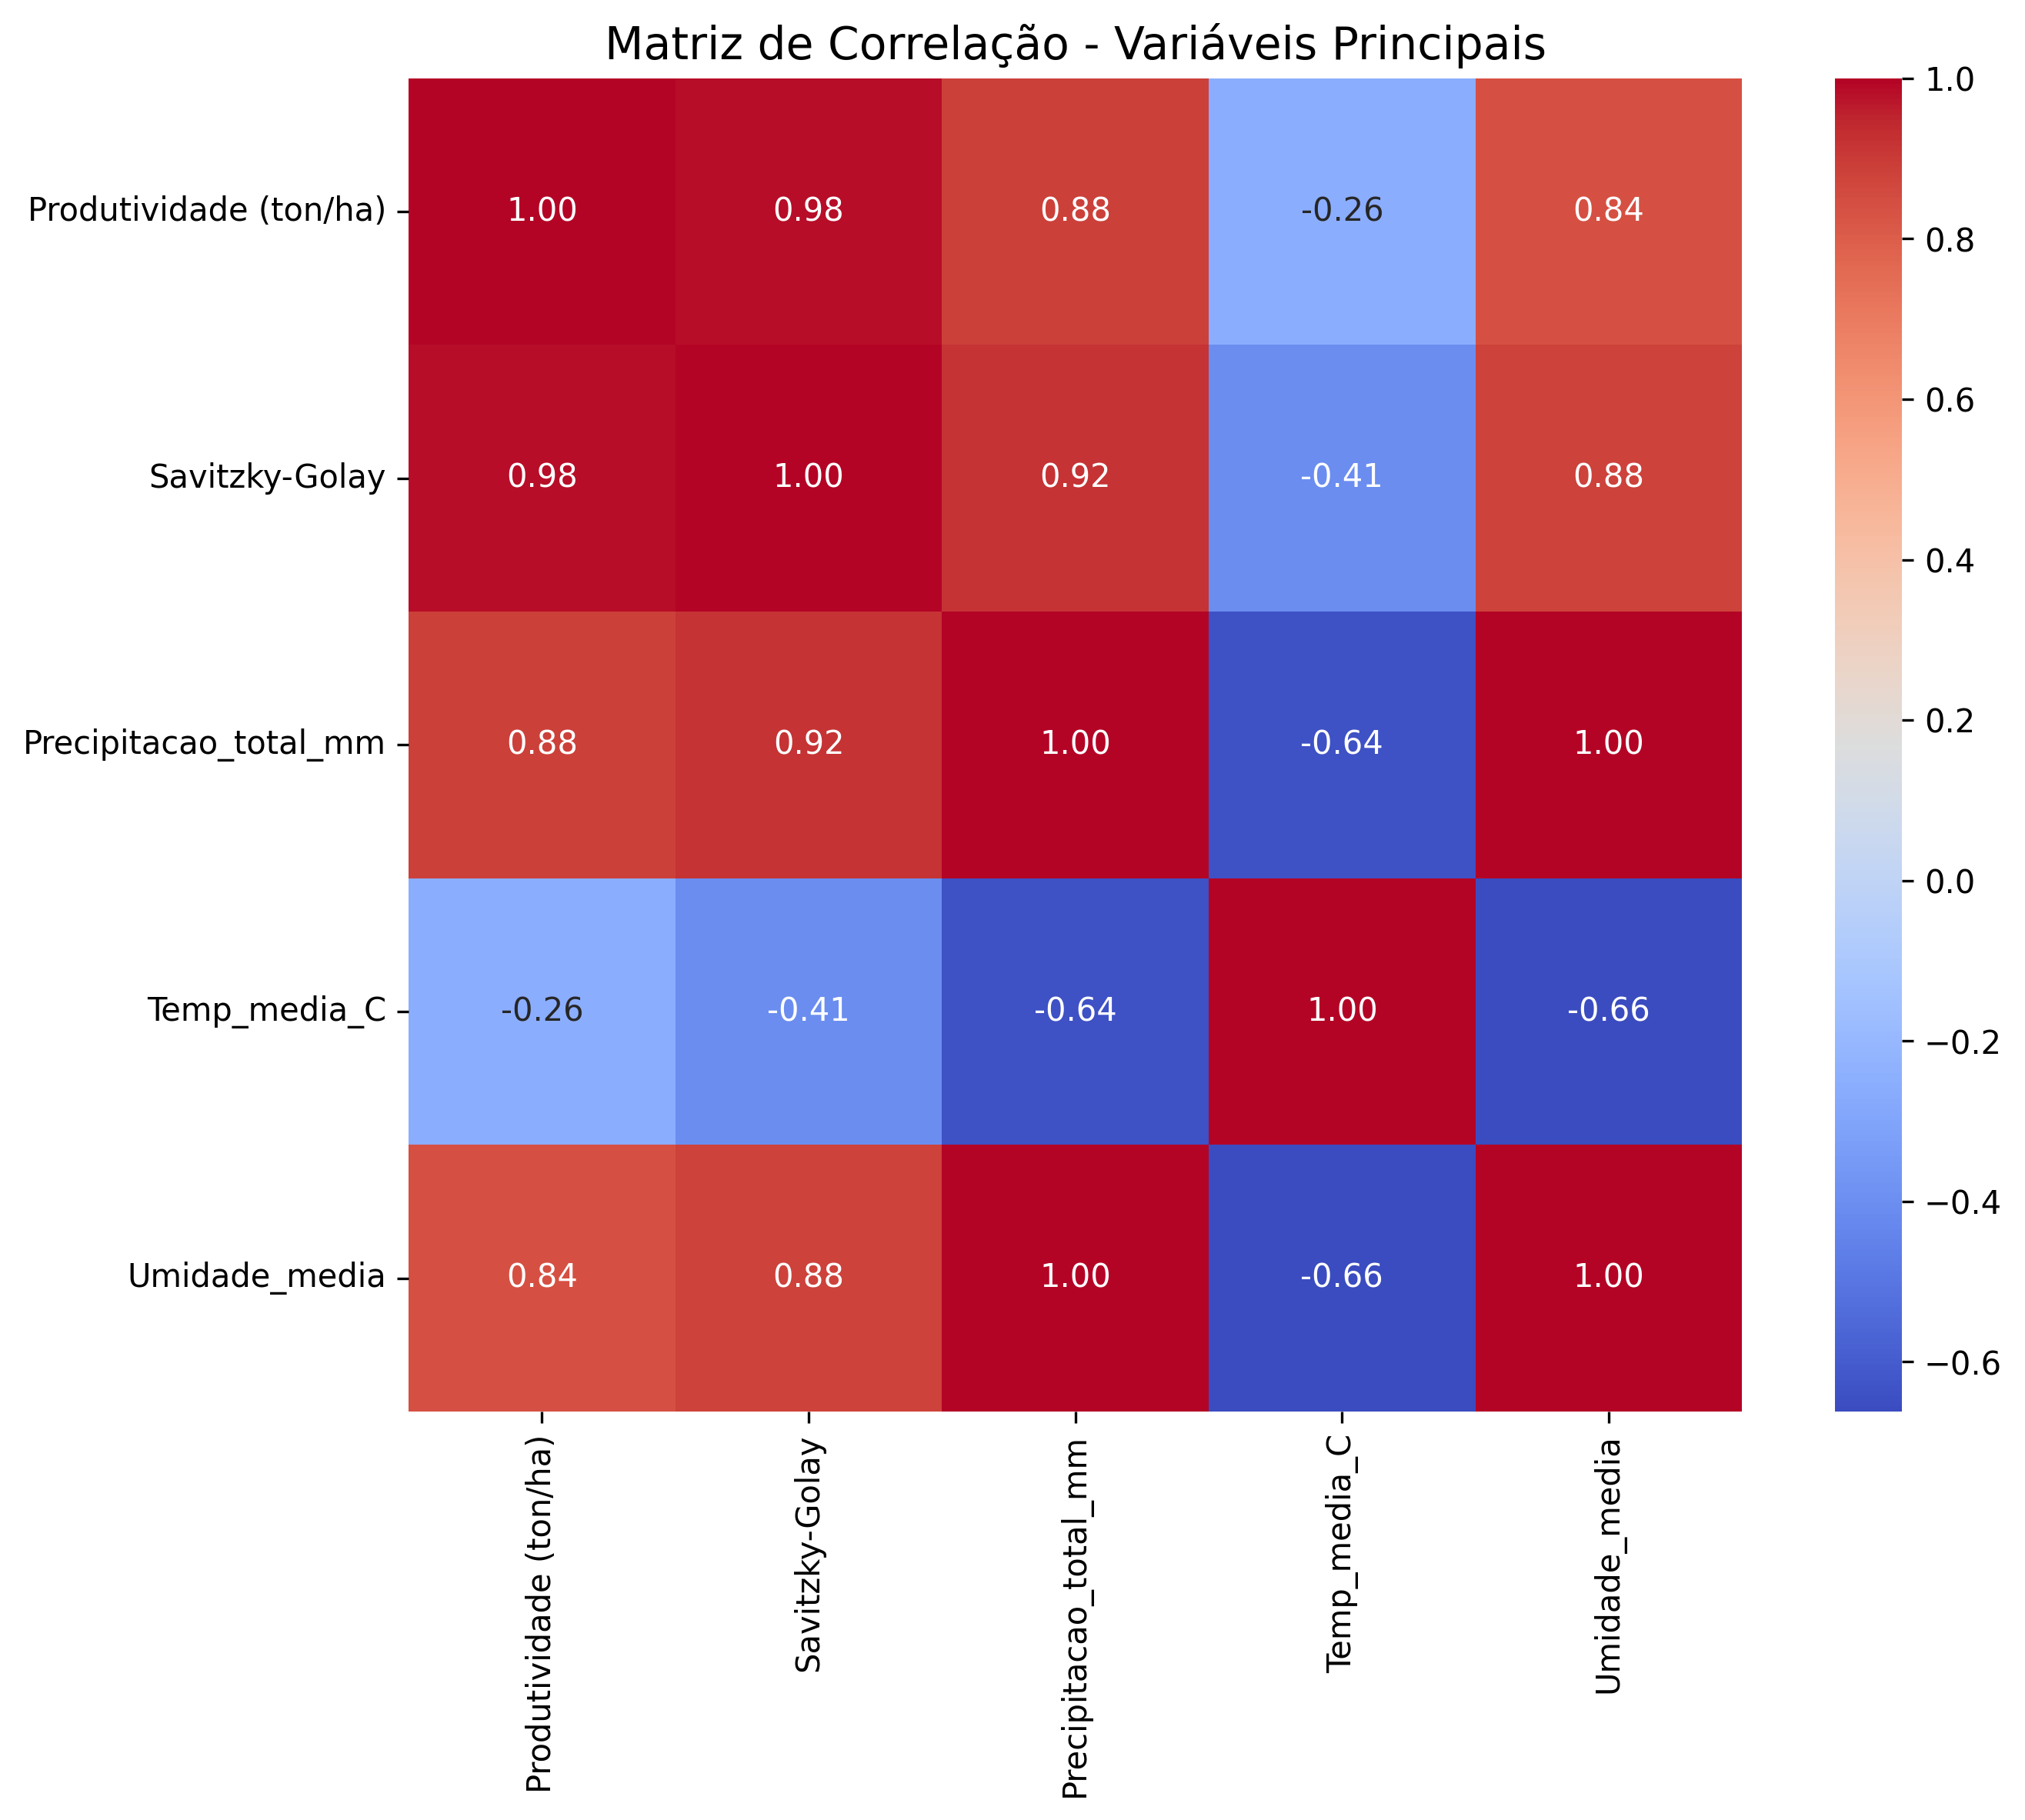 Matriz de Correlação - Variáveis Principais
Produtividade (ton/ha) 1.00 0.98 0.88 -0.26 0.84
Savitzky-Golay 0.98 1.00 0.92 -0.41 0.88
Precipitacao_total_mm 0.88 0.92 1.00 -0.64 1.00
Temp_media_C -0.26 -0.41 -0.64 1.00 -0.66
Umidade_media 0.84 0.88 1.00 -0.66 1.00
Produtividade (ton/ha)
Savitzky-Golay
Precipitacao_total_mm
Temp_media_C
Umidade_media
1.0
0.8
0.6
0.4
0.2
0.0
−0.2
−0.4
−0.6